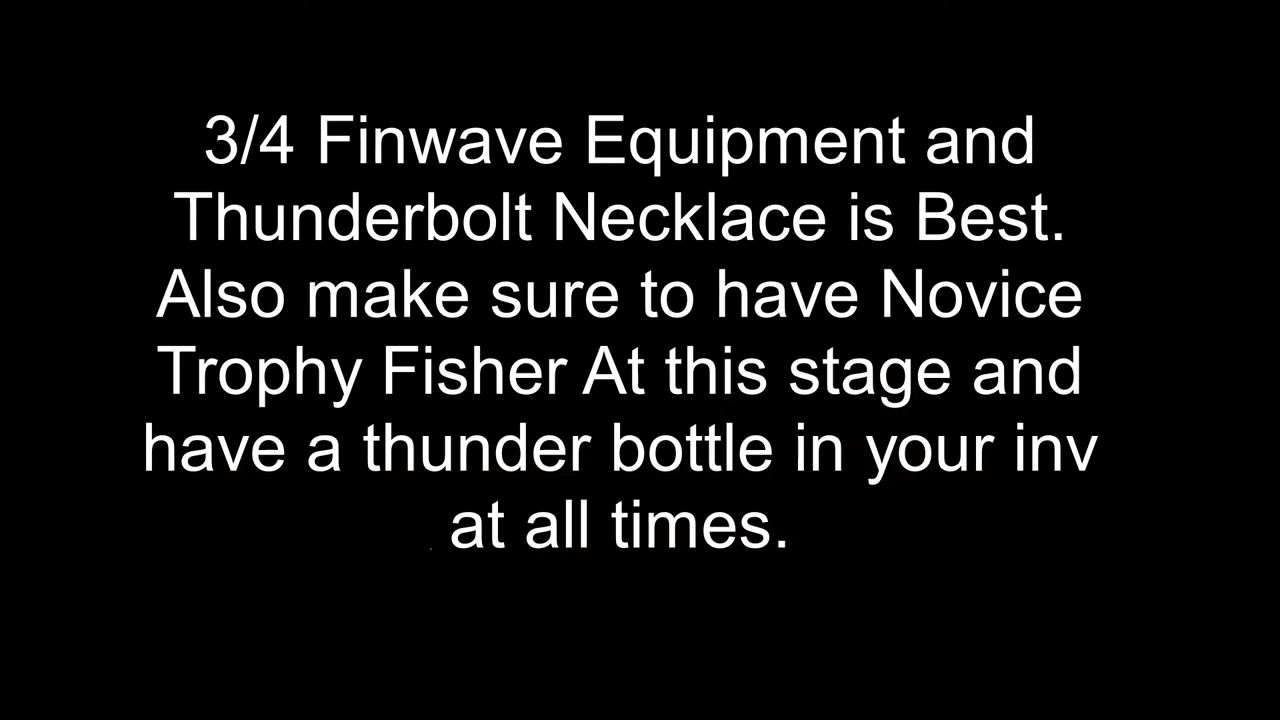 3/4 Finwave Equipment and
Thunderbolt Necklace is Best.
Also make sure to have Novice
Trophy Fisher At this stage and
have a thunder bottle in your inv
at all times.